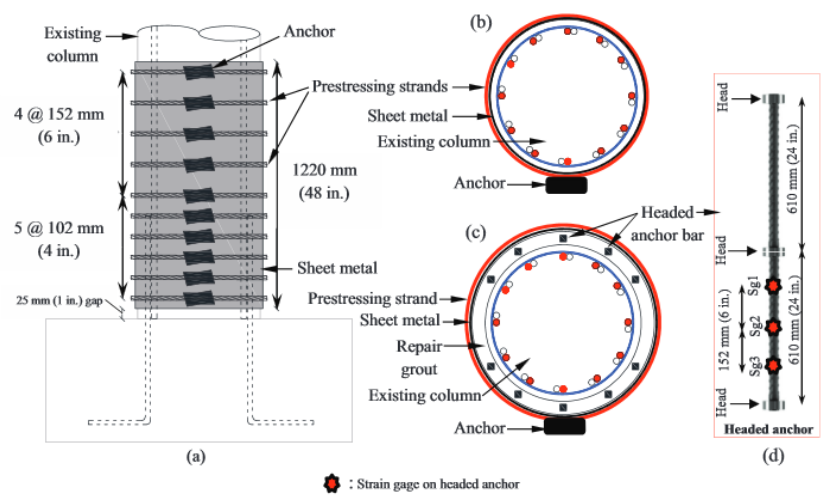 (a)
Existing
column
Anchor
Prestressing strands
4 @ 152 mm
(6 in.)
1220 mm
(48 in.)
5 @ 102 mm
(4 in.)
Sheet metal
25 mm (1 in.) gap
(a)
(b)
Sheet metal
Existing column
Anchor
(c)
Headed
anchor bar
Prestressing strand
Sheet metal
Repair
grout
Existing column
Anchor
Head
610 mm (24 in.)
Head
Sg1
152 mm (6 in.)
Sg2
610 mm (24 in.)
Sg3
Head
Headed anchor
(d)
: Strain gage on headed anchor